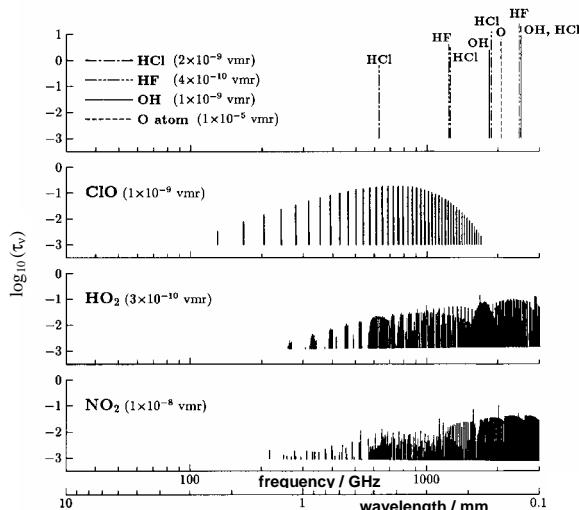 HCl
O
HF
OH, HCl
HCl
HF
HCl
OH
1
0
−1
−2
−3
HCl (2×10⁻⁹ vmr)
HF (4×10⁻¹⁰ vmr)
OH (1×10⁻⁹ vmr)
O atom (1×10⁻⁵ vmr)
0
−1
−2
−3
ClO (1×10⁻⁹ vmr)
log₁₀(τᵥ)
0
−1
−2
−3
HO₂ (3×10⁻¹⁰ vmr)
0
−1
−2
−3
NO₂ (1×10⁻⁸ vmr)
100
frequency / GHz
1000
10
1
wavelength / mm
0.1